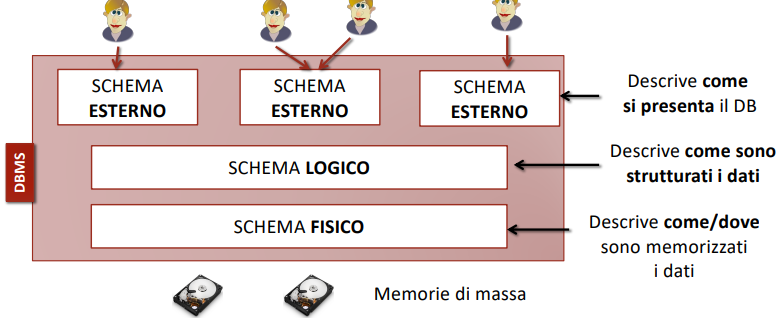 SCHEMA
ESTERNO
SCHEMA
ESTERNO
SCHEMA
ESTERNO
Descrive come
si presenta il DB
DBMS
SCHEMA LOGICO
Descrive come sono
strutturati i dati
SCHEMA FISICO
Descrive come/dove
sono memorizzati
i dati
Memorie di massa